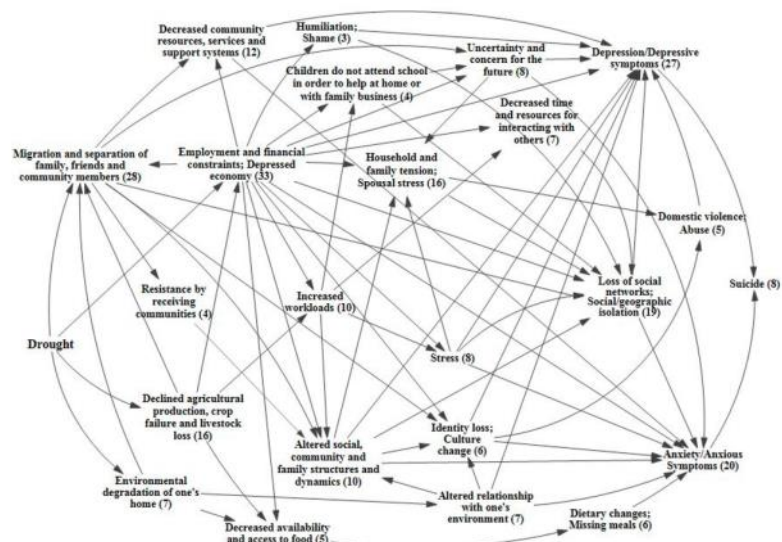 Decreased community
resources, services and
support systems (12)
Humiliation;
Shame (3)
Uncertainty and
concern for the
future (8)
Depression/Depressive
symptoms (27)
Children do not attend school
in order to help at home or
with family business (4)
Decreased time
and resources for
interacting with
others (7)
Migration and separation of
family, friends and
community members (28)
Employment and financial
constraints; Depressed
economy (33)
Household and
family tension;
Spousal stress (16)
Domestic violence;
Abuse (5)
Resistance by
receiving
communities (4)
Increased
workloads (10)
Loss of social
networks;
Social/geographic
isolation (19)
Suicide (8)
Drought
Stress (8)
Declined agricultural
production, crop
failure and livestock
loss (16)
Altered social,
community and
family structures and
dynamics (10)
Identity loss;
Culture
change (6)
Anxiety/Anxious
Symptoms (20)
Environmental
degradation of one's
home (7)
Altered relationship
with one's
environment (7)
Dietary changes;
Missing meals (6)
Decreased availability
and access to food (5)